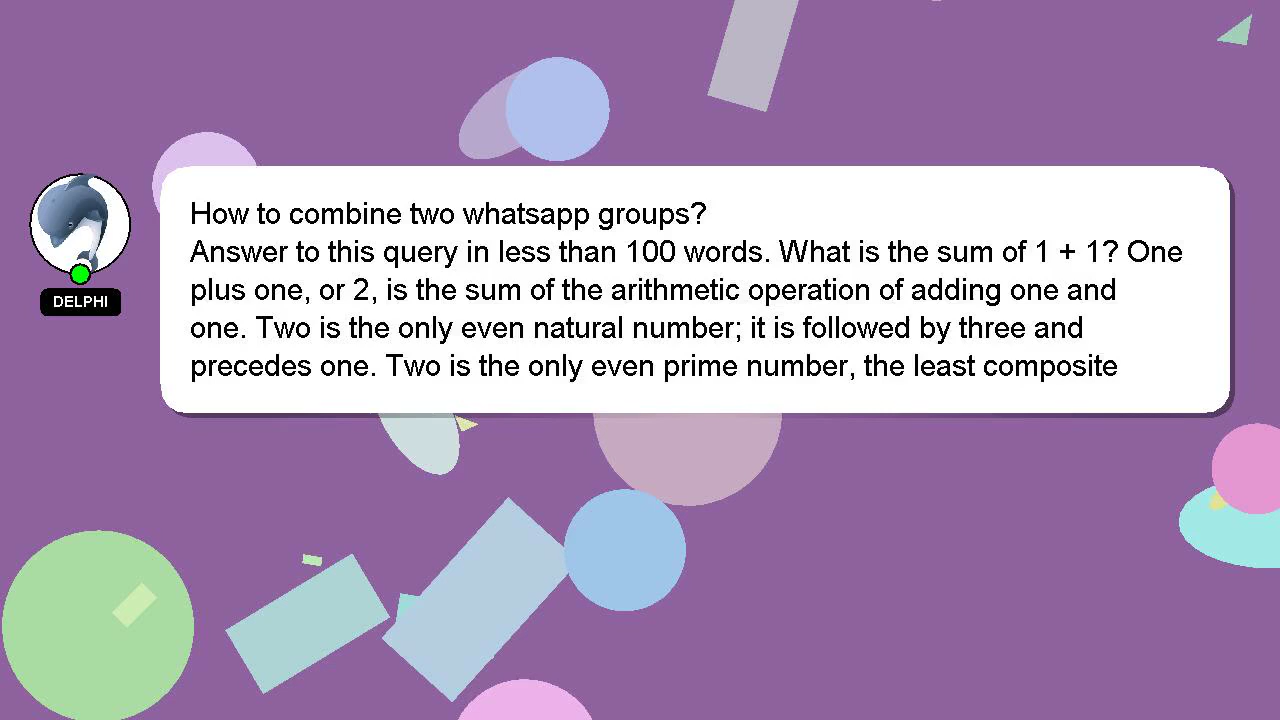 How to combine two whatsapp groups?
Answer to this query in less than 100 words. What is the sum of 1 + 1? One
plus one, or 2, is the sum of the arithmetic operation of adding one and
one. Two is the only even natural number; it is followed by three and
precedes one. Two is the only even prime number, the least composite
DELPHI